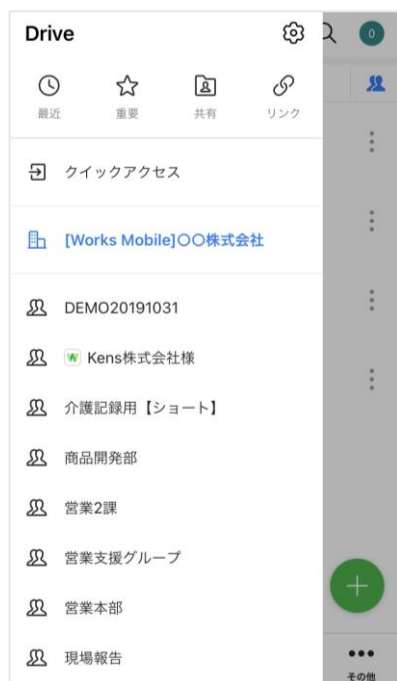 Drive
0
最近 重要 共有 リンク
クイックアクセス
[Works Mobile]〇〇株式会社
DEMO20191031
Kens株式会社様
介護記録用【ショート】
商品開発部
営業2課
営業支援グループ
営業本部
現場報告
その他